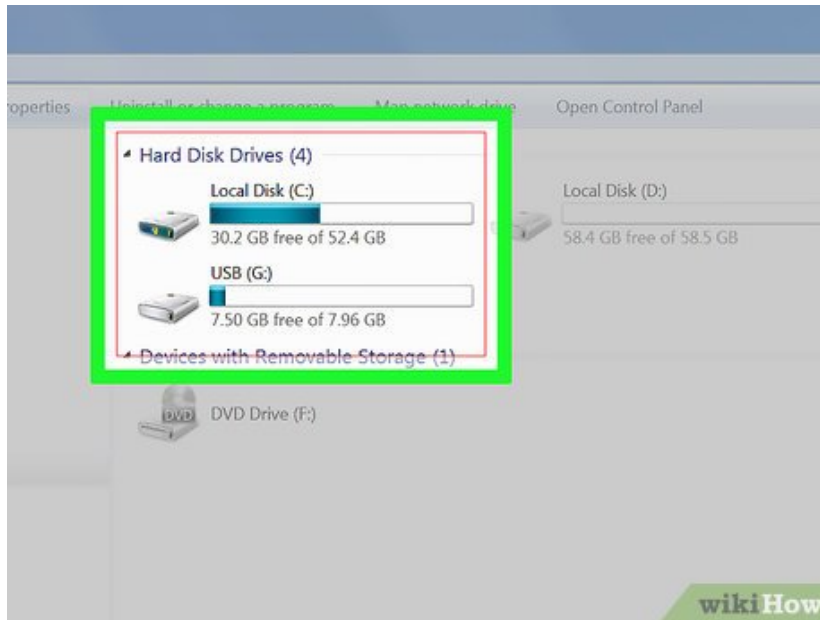 roperties Uninstall or change a program Map network drive Open Control Panel
Hard Disk Drives (4)
Local Disk (C:)
30.2 GB free of 52.4 GB
Local Disk (D:)
58.4 GB free of 58.5 GB
USB (G:)
7.50 GB free of 7.96 GB
Devices with Removable Storage (1)
DVD DVD Drive (F:)
wikiHow